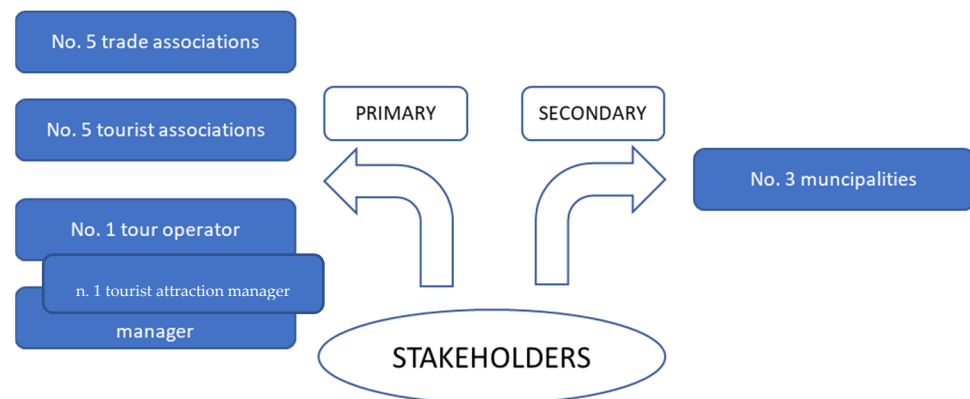 No. 5 trade associations
No. 5 tourist associations
No. 1 tour operator
n. 1 tourist attraction manager
manager
PRIMARY
SECONDARY
No. 3 muncipalities
STAKEHOLDERS